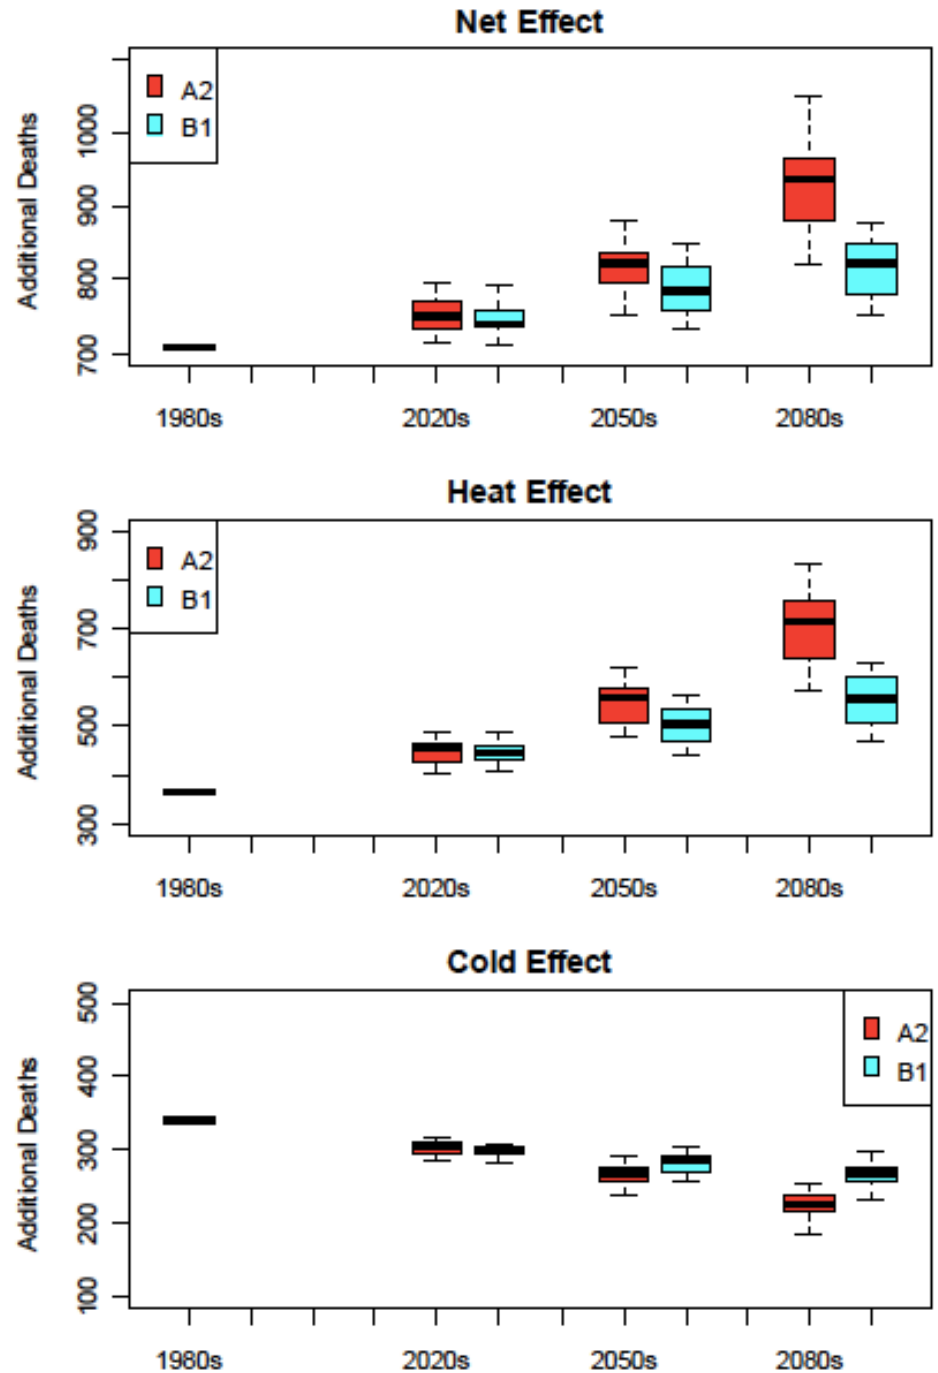 Net Effect
A2
B1
Additional Deaths
1000
900
800
700
1980s 2020s 2050s 2080s
Heat Effect
A2
B1
Additional Deaths
900
700
500
300
1980s 2020s 2050s 2080s
Cold Effect
A2
B1
Additional Deaths
500
400
300
200
100
1980s 2020s 2050s 2080s